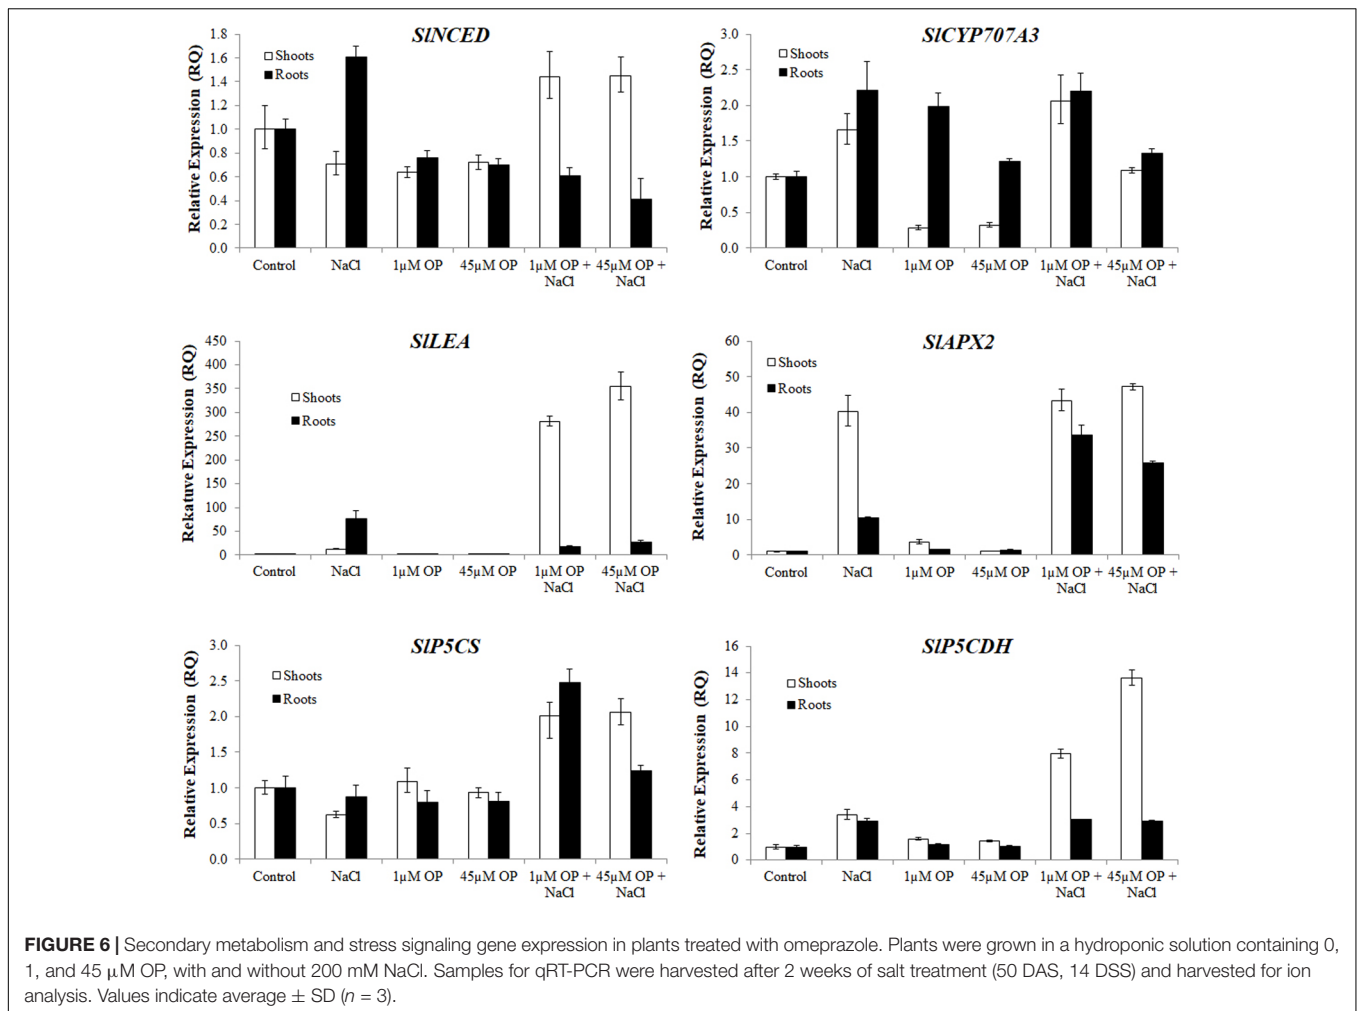 SlNCED
Relative Expression (RQ)
1.8
1.6
1.4
1.2
1.0
0.8
0.6
0.4
0.2
0.0
Shoots
Roots
Control NaCl 1µM OP 45µM OP 1µM OP + 45µM OP +
NaCl NaCl
SlCYP707A3
Relative Expression (RQ)
3.0
2.5
2.0
1.5
1.0
0.5
0.0
Shoots
Roots
Control NaCl 1µM OP 45µM OP 1µM OP + 45µM OP +
NaCl NaCl
SlLEA
Rekatuve Expression (RQ)
450
400
350
300
250
200
150
100
50
0
Shoots
Roots
Control NaCl 1µM OP 45µM OP 1µM OP 45µM OP
NaCl NaCl
SlAPX2
Relative Expression (RQ)
60
50
40
30
20
10
0
Shoots
Roots
Control NaCl 1µM OP 45µM OP 1µM OP + 45µM OP +
NaCl NaCl
SlP5CS
Relative Expression (RQ)
3.0
2.5
2.0
1.5
1.0
0.5
0.0
Shoots
Roots
Control NaCl 1µM OP 45µM OP 1µM OP + 45µM OP +
NaCl NaCl
SlP5CDH
Relative Expression (RQ)
16
14
12
10
8
6
4
2
0
Shoots
Roots
Control NaCl 1µM OP 45µM OP 1µM OP + 45µM OP +
NaCl NaCl
FIGURE 6 | Secondary metabolism and stress signaling gene expression in plants treated with omeprazole. Plants were grown in a hydroponic solution containing 0,
1, and 45 μM OP, with and without 200 mM NaCl. Samples for qRT-PCR were harvested after 2 weeks of salt treatment (50 DAS, 14 DSS) and harvested for ion
analysis. Values indicate average ± SD (n = 3).